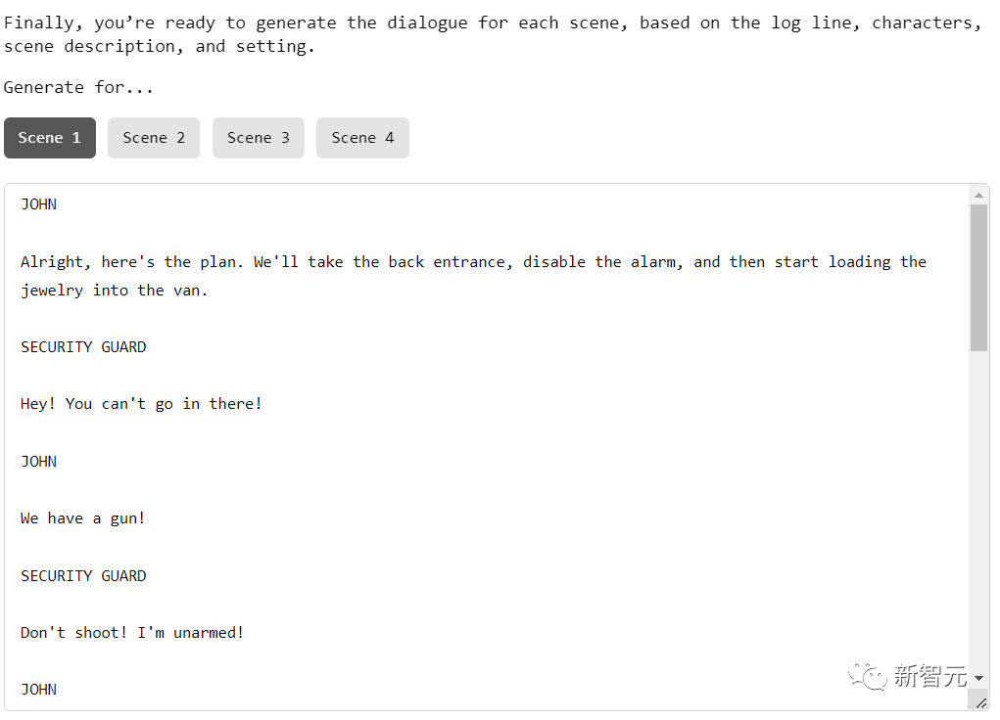 Finally, you’re ready to generate the dialogue for each scene, based on the log line, characters,
scene description, and setting.
Generate for...
Scene 1 Scene 2 Scene 3 Scene 4
JOHN
Alright, here's the plan. We'll take the back entrance, disable the alarm, and then start loading the
jewelry into the van.
SECURITY GUARD
Hey! You can't go in there!
JOHN
We have a gun!
SECURITY GUARD
Don't shoot! I'm unarmed!
JOHN
新智元